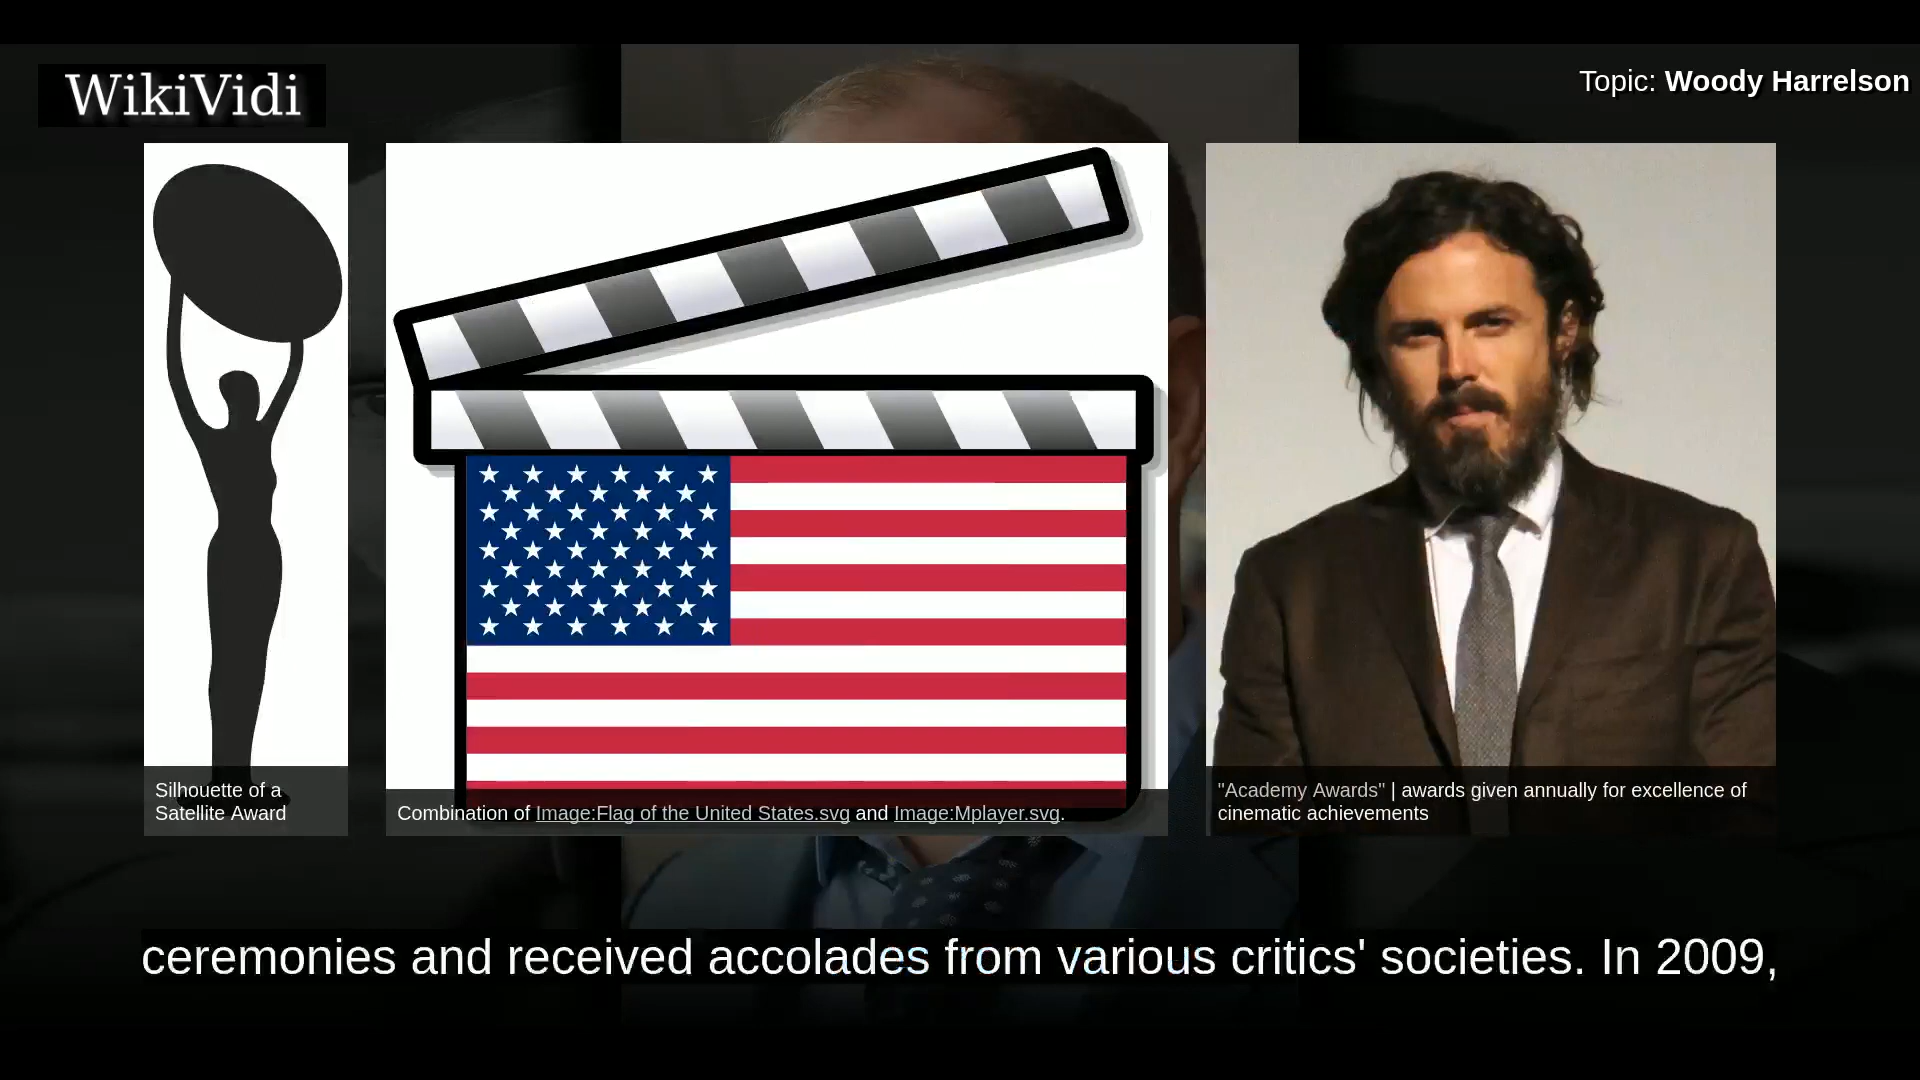 WikiVidi
Topic: Woody Harrelson
Silhouette of a
Satellite Award
Combination of Image:Flag of the United States.svg and Image:Mplayer.svg.
"Academy Awards" | awards given annually for excellence of
cinematic achievements
ceremonies and received accolades from various critics' societies. In 2009,